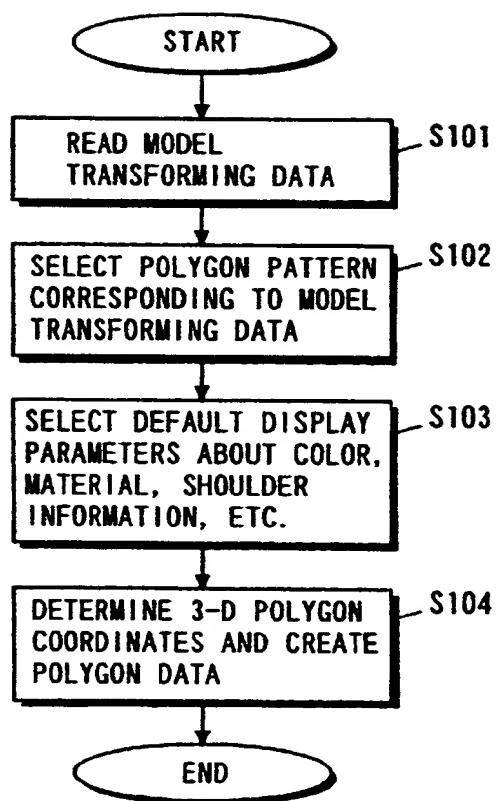 START
READ MODEL
TRANSFORMING DATA
S101
SELECT POLYGON PATTERN
CORRESPONDING TO MODEL
TRANSFORMING DATA
S102
SELECT DEFAULT DISPLAY
PARAMETERS ABOUT COLOR,
MATERIAL, SHOULDER
INFORMATION, ETC.
S103
DETERMINE 3-D POLYGON
COORDINATES AND CREATE
POLYGON DATA
S104
END